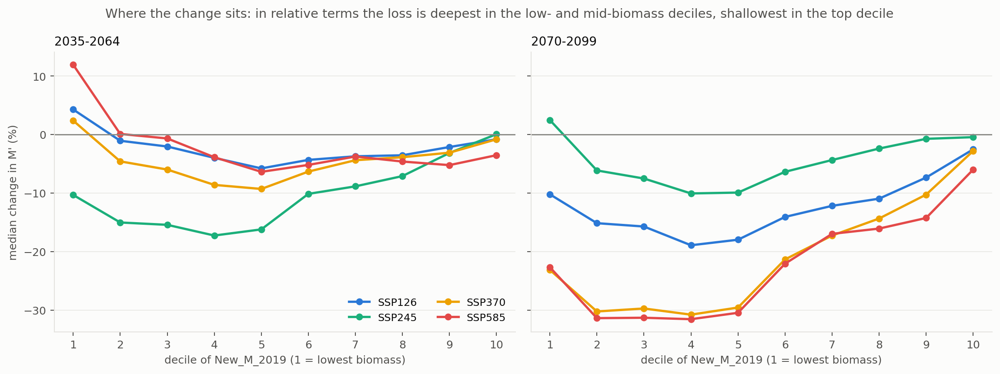 Where the change sits: in relative terms the loss is deepest in the low- and mid-biomass deciles, shallowest in the top decile
2035-2064
2070-2099
median change in M' (%)
10
0
−10
−20
−30
SSP126
SSP370
SSP245
SSP585
1 2 3 4 5 6 7 8 9 10
1 2 3 4 5 6 7 8 9 10
decile of New_M_2019 (1 = lowest biomass)
decile of New_M_2019 (1 = lowest biomass)